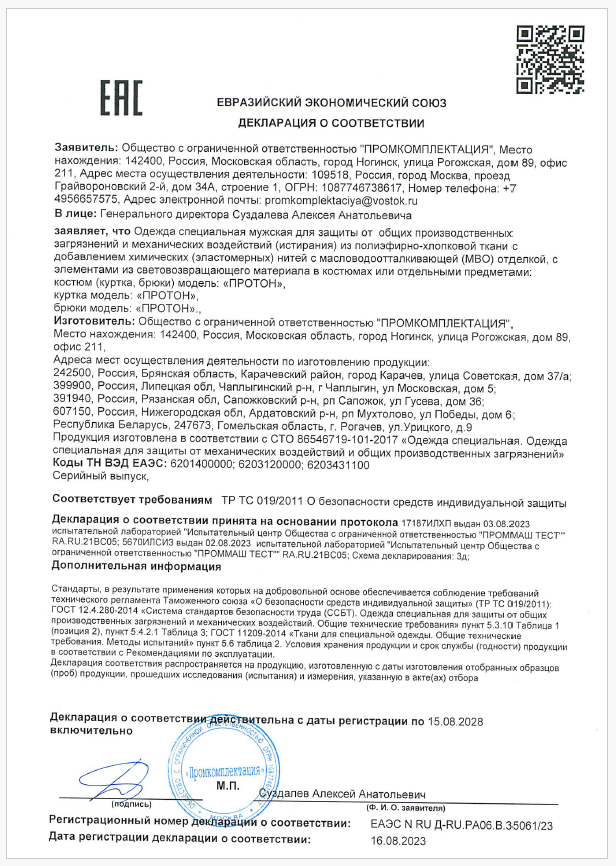 ЕАС
ЕВРАЗИЙСКИЙ ЭКОНОМИЧЕСКИЙ СОЮЗ
ДЕКЛАРАЦИЯ О СООТВЕТСТВИИ
Заявитель: Общество с ограниченной ответственностью "ПРОМКОМПЛЕКТАЦИЯ", Место
нахождения: 142400, Россия, Московская область, город Ногинск, улица Рогожская, дом 89, офис
211, Адрес места осуществления деятельности: 109518, Россия, город Москва, проезд
Грайвороновский 2-й, дом 34А, строение 1, ОГРН: 1087746738617, Номер телефона: +7
4956657575, Адрес электронной почты: promkomplektaciya@vostok.ru
В лице: Генерального директора Суздалева Алексея Анатольевича
заявляет, что Одежда специальная мужская для защиты от общих производственных
загрязнений и механических воздействий (истирания) из полиэфирно-хлопковой ткани с
добавлением химических (эластомерных) нитей с масловодоотталкивающей (МВО) отделкой, с
элементами из световозвращающего материала в костюмах или отдельными предметами:
костюм (куртка, брюки) модель: «ПРОТОН»,
куртка модель: «ПРОТОН»,
брюки модель: «ПРОТОН».,
Изготовитель: Общество с ограниченной ответственностью "ПРОМКОМПЛЕКТАЦИЯ",
Место нахождения: 142400, Россия, Московская область, город Ногинск, улица Рогожская, дом 89,
офис 211,
Адреса мест осуществления деятельности по изготовлению продукции:
242500, Россия, Брянская область, Карачевский район, город Карачев, улица Советская, дом 37/а;
399900, Россия, Липецкая обл, Чаплыгинский р-н, г Чаплыгин, ул Московская, дом 5;
391940, Россия, Рязанская обл, Сапожковский р-н, рп Сапожок, ул Гусева, дом 36;
607150, Россия, Нижегородская обл, Ардатовский р-н, рп Мухтолово, ул Победы, дом 6;
Республика Беларусь, 247673, Гомельская область, г. Рогачев, ул.Урицкого, д.9
Продукция изготовлена в соответствии с СТО 86546719-101-2017 «Одежда специальная. Одежда
специальная для защиты от механических воздействий и общих производственных загрязнений»
Коды ТН ВЭД ЕАЭС: 6201400000; 6203120000; 6203431100
Серийный выпуск,
Соответствует требованиям ТР ТС 019/2011 О безопасности средств индивидуальной защиты
Декларация о соответствии принята на основании протокола 17187ИЛХП выдан 03.08.2023
испытательной лабораторией "Испытательный центр Общества с ограниченной ответственностью "ПРОММАШ ТЕСТ""
RA.RU.21BC05; 5670ИЛСИЗ выдан 02.08.2023 испытательной лабораторией "Испытательный центр Общества с
ограниченной ответственностью "ПРОММАШ ТЕСТ"" RA.RU.21BC05; Схема декларирования: 3д;
Дополнительная информация
Стандарты, в результате применения которых на добровольной основе обеспечивается соблюдение требований
технического регламента Таможенного союза «О безопасности средств индивидуальной защиты» (ТР ТС 019/2011):
ГОСТ 12.4.280-2014 «Система стандартов безопасности труда (ССБТ). Одежда специальная для защиты от общих
производственных загрязнений и механических воздействий. Общие технические требования» пункт 5.3.10 Таблица 1
(позиция 2), пункт 5.4.2.1 Таблица 3; ГОСТ 11209-2014 «Ткани для специальной одежды. Общие технические
требования. Методы испытаний» пункт 5.6 таблица 2. Условия хранения продукции и срок службы (годности) продукции
в соответствии с Рекомендациями по эксплуатации.
Декларация соответствия распространяется на продукцию, изготовленную с даты изготовления отобранных образцов
(проб) продукции, прошедших исследования (испытания) и измерения, указанную в акте(ах) отбора
Декларация о соответствии действительна с даты регистрации по 15.08.2028
включительно
«Промкомплектация»
М.П.
МОСКВА
Суздалев Алексей Анатольевич
(подпись)
(Ф. И. О. заявителя)
Регистрационный номер декларации о соответствии: ЕАЭС N RU Д-RU.РА06.В.35061/23
Дата регистрации декларации о соответствии: 16.08.2023